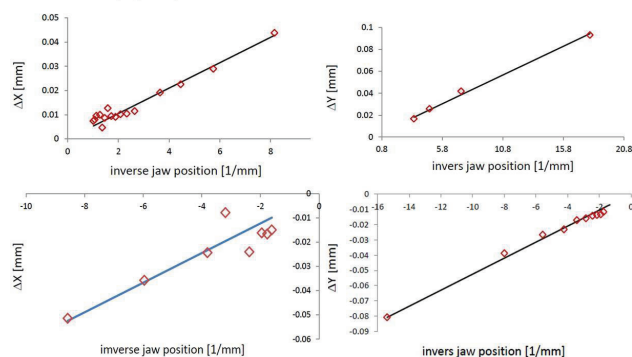 0.05
0.04
0.03
0.02
0.01
0
ΔX [mm]
0 2 4 6 8
inverse jaw position [1/mm]
0.1
0.08
0.06
0.04
0.02
0
ΔY [mm]
0.8 5.8 10.8 15.8 20.8
invers jaw position [1/mm]
-10 -8 -6 -4 -2 0
-0.01
-0.02
-0.03
-0.04
-0.05
-0.06
ΔX [mm]
imverse jaw position [1/mm]
-16 -14 -12 -10 -8 -6 -4 -2
-0.01
-0.02
-0.03
-0.04
-0.05
-0.06
-0.07
-0.08
-0.09
ΔY [mm]
invers jaw position [1/mm]